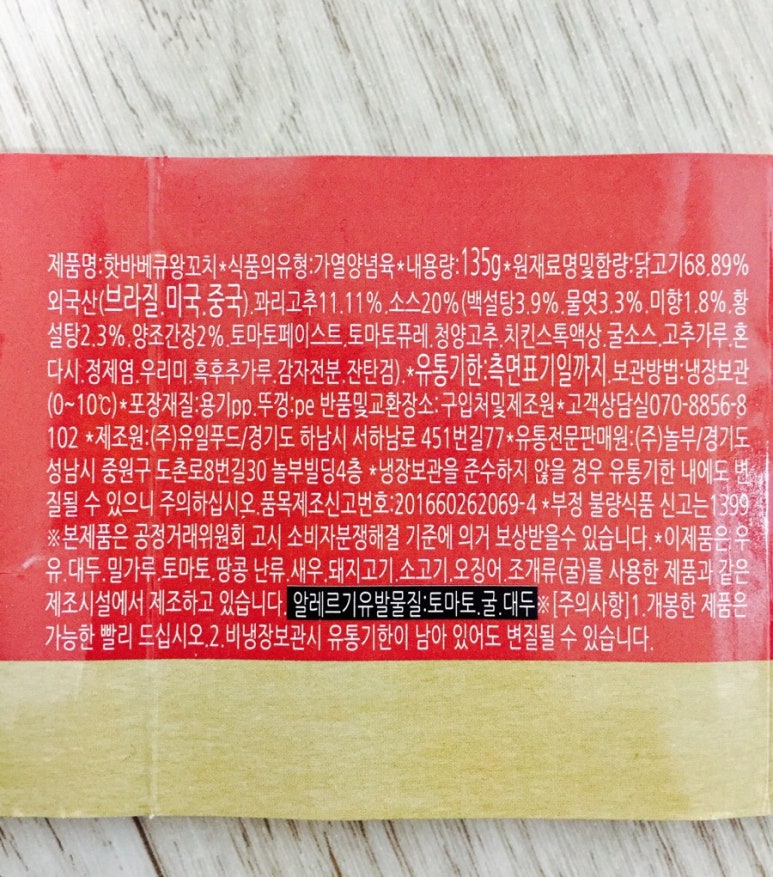 제품명:핫바베큐왕꼬치*식품의유형:가열양념육*내용량:135g*원재료명및함량:닭고기68.89%
외국산(브라질.미국.중국).꽈리고추11.11%.소스20%(백설탕3.9%.물엿3.3%.미향1.8%.황
설탕2.3%.양조간장2%.토마토페이스트.토마토퓨레.청양고추.치킨스톡액상.굴소스.고추가루.혼
다시.정제염.우리미.흑후추가루.감자전분.잔탄검).*유통기한:측면표기일까지.보관방법:냉장보관
(0~10℃)*포장재질:용기pp.뚜껑:pe 반품및교환장소:구입처및제조원*고객상담실070-8856-8
102 *제조원:(주)유일푸드/경기도 하남시 서하남로 451번길77*유통전문판매원:(주)놀부/경기도
성남시 중원구 도촌로8번길30 놀부빌딩4층 *냉장보관을 준수하지 않을 경우 유통기한 내에도 변
질될 수 있으니 주의하십시오.품목제조신고번호:201660262069-4 *부정 불량식품 신고는1399
※본제품은 공정거래위원회 고시 소비자분쟁해결 기준에 의거 보상받을수 있습니다.*이제품은,우
유.대두.밀가루.토마토.땅콩 난류.새우.돼지고기.소고기.오징어.조개류(굴)를 사용한 제품과 같은
제조시설에서 제조하고 있습니다. 알레르기유발물질:토마토.굴.대두※[주의사항]1.개봉한 제품은
가능한 빨리 드십시오.2.비냉장보관시 유통기한이 남아 있어도 변질될 수 있습니다.